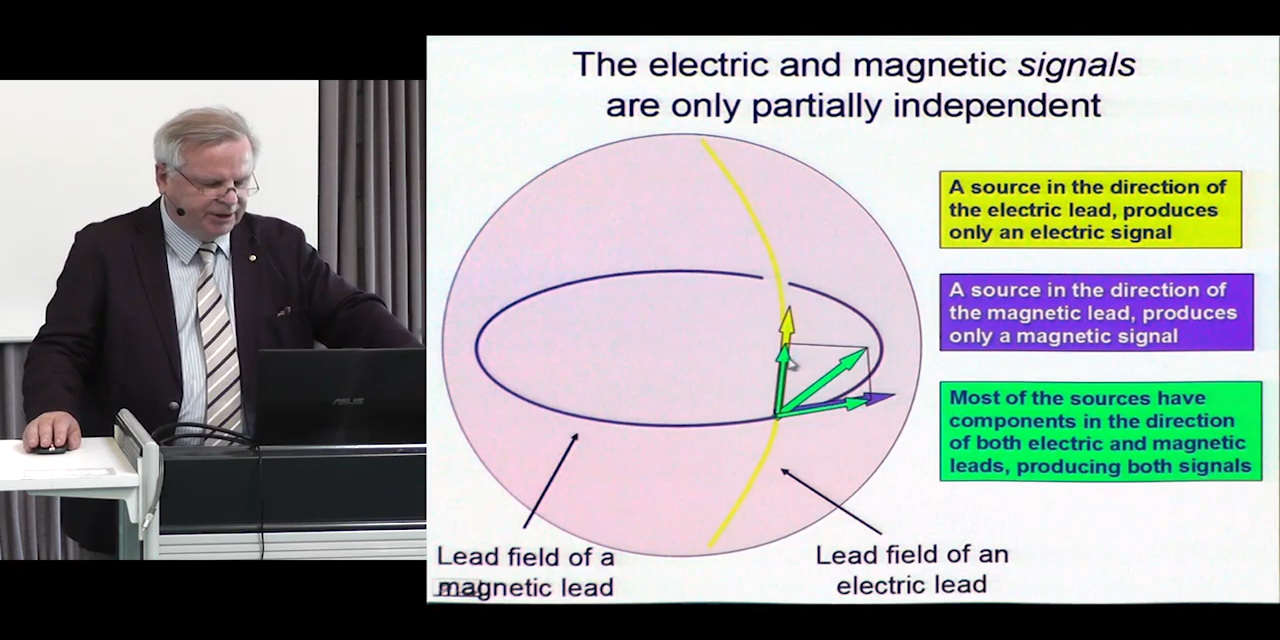 The electric and magnetic signals
are only partially independent
A source in the direction of
the electric lead, produces
only an electric signal
A source in the direction of
the magnetic lead, produces
only a magnetic signal
Most of the sources have
components in the direction
of both electric and magnetic
leads, producing both signals
Lead field of a
magnetic lead
Lead field of an
electric lead
ASUS